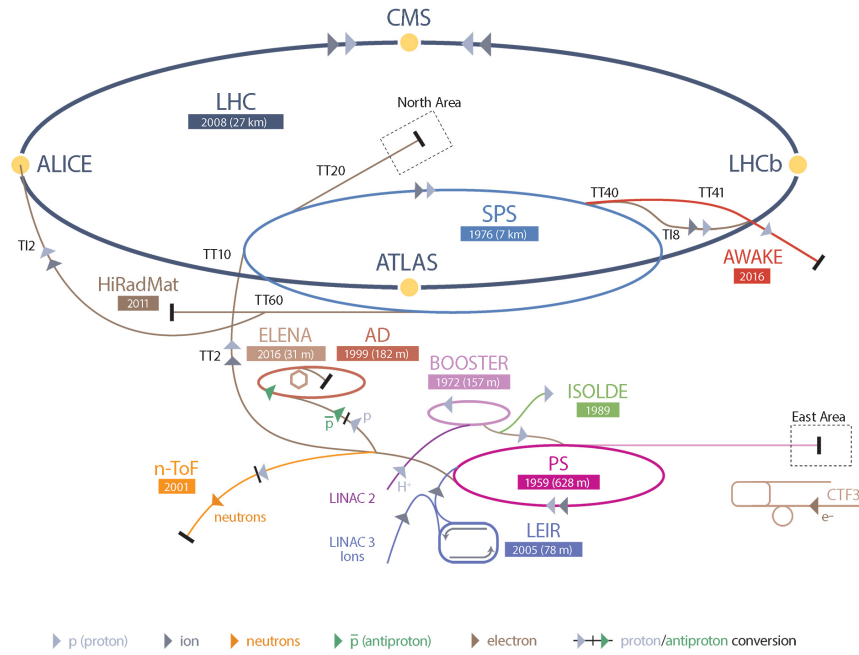 CMS
LHC
2008 (27 km)
North Area
ALICE
TT20
LHCb
TT40
TT41
SPS
1976 (7 km)
TI8
TI2
TT10
ATLAS
AWAKE
2016
HiRadMat
2011
TT60
ELENA
2016 (31 m)
AD
1999 (182 m)
TT2
BOOSTER
1972 (157 m)
ISOLDE
1989
p̅
p
East Area
n-ToF
2001
PS
1959 (628 m)
LINAC 2
H⁺
neutrons
CTF3
e–
LINAC 3
Ions
LEIR
2005 (78 m)
p (proton)
ion
neutrons
p̅ (antiproton)
electron
proton/antiproton conversion